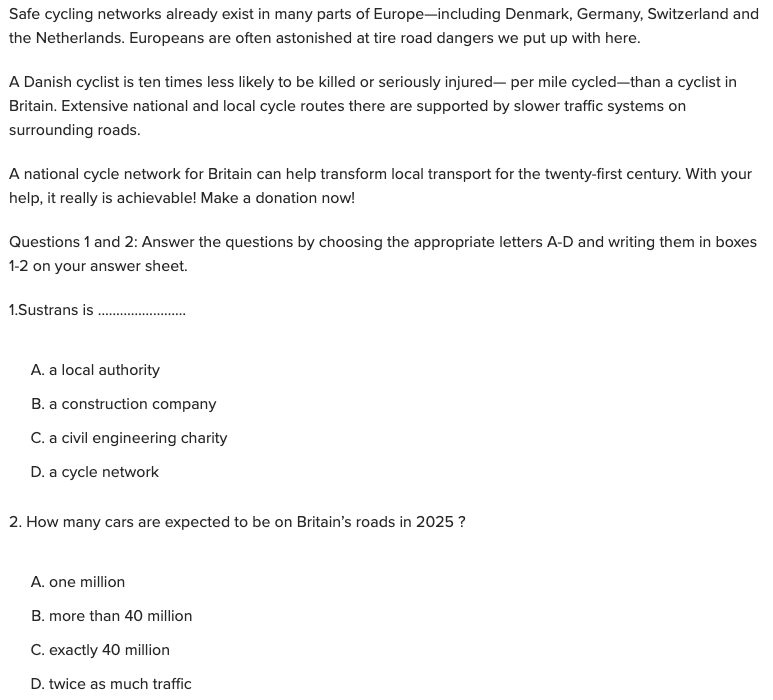 Safe cycling networks already exist in many parts of Europe—including Denmark, Germany, Switzerland and
the Netherlands. Europeans are often astonished at tire road dangers we put up with here.
A Danish cyclist is ten times less likely to be killed or seriously injured— per mile cycled—than a cyclist in
Britain. Extensive national and local cycle routes there are supported by slower traffic systems on
surrounding roads.
A national cycle network for Britain can help transform local transport for the twenty-first century. With your
help, it really is achievable! Make a donation now!
Questions 1 and 2: Answer the questions by choosing the appropriate letters A-D and writing them in boxes
1-2 on your answer sheet.
1.Sustrans is ........................
A. a local authority
B. a construction company
C. a civil engineering charity
D. a cycle network
2. How many cars are expected to be on Britain’s roads in 2025 ?
A. one million
B. more than 40 million
C. exactly 40 million
D. twice as much traffic